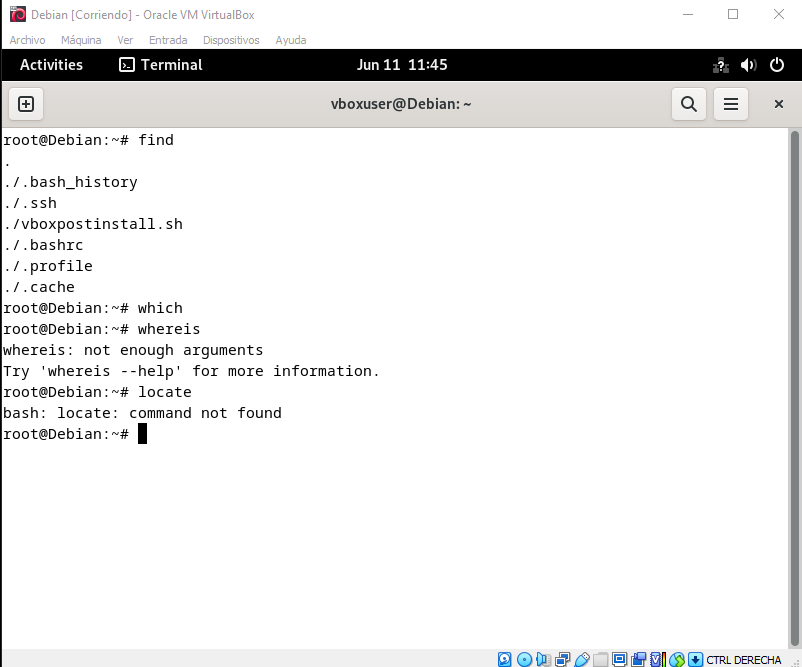 Debian [Corriendo] - Oracle VM VirtualBox
Archivo Máquina Ver Entrada Dispositivos Ayuda
Activities Terminal Jun 11 11:45
vboxuser@Debian: ~
root@Debian:~# find
.
./.bash_history
./.ssh
./vboxpostinstall.sh
./.bashrc
./.profile
./.cache
root@Debian:~# which
root@Debian:~# whereis
whereis: not enough arguments
Try 'whereis --help' for more information.
root@Debian:~# locate
bash: locate: command not found
root@Debian:~#
CTRL DERECHA